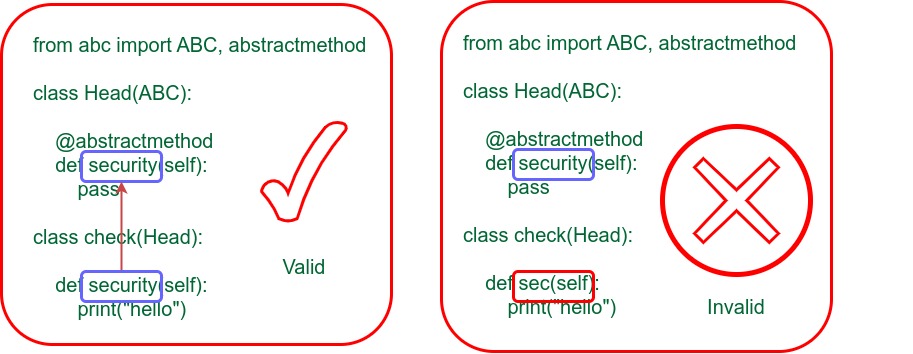 from abc import ABC, abstractmethod
class Head(ABC):
@abstractmethod
def security(self):
pass
class check(Head):
def security(self):
print("hello")
Valid
from abc import ABC, abstractmethod
class Head(ABC):
@abstractmethod
def security(self):
pass
class check(Head):
def sec(self):
print("hello")
Invalid